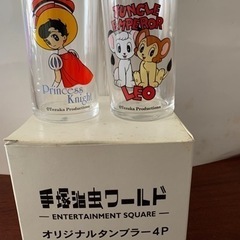 Princess Knight
©Tezuka Productions
JUNGLE
EMPEROR
LEO
©Tezuka Productions
手塚治虫ワールド
ENTERTAINMENT SQUARE
オリジナルタンブラー4P